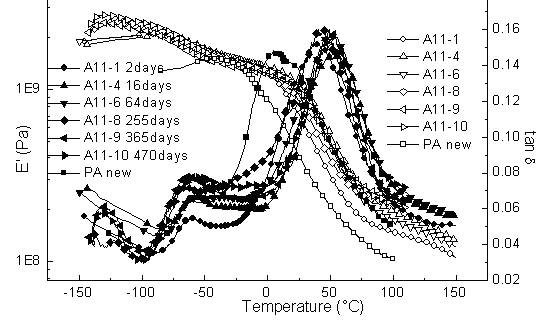 0.16
A11-1
A11-4
A11-6
A11-8
A11-9
A11-10
PA new
A11-1 2days
A11-4 16days
A11-6 64days
A11-8 255days
A11-9 365days
A11-10 470days
PA new
1E9
1E8
E' (Pa)
0.14
0.12
0.10
0.08
0.06
0.04
0.02
tan δ
-150 -100 -50 0 50 100 150
Temperature (°C)